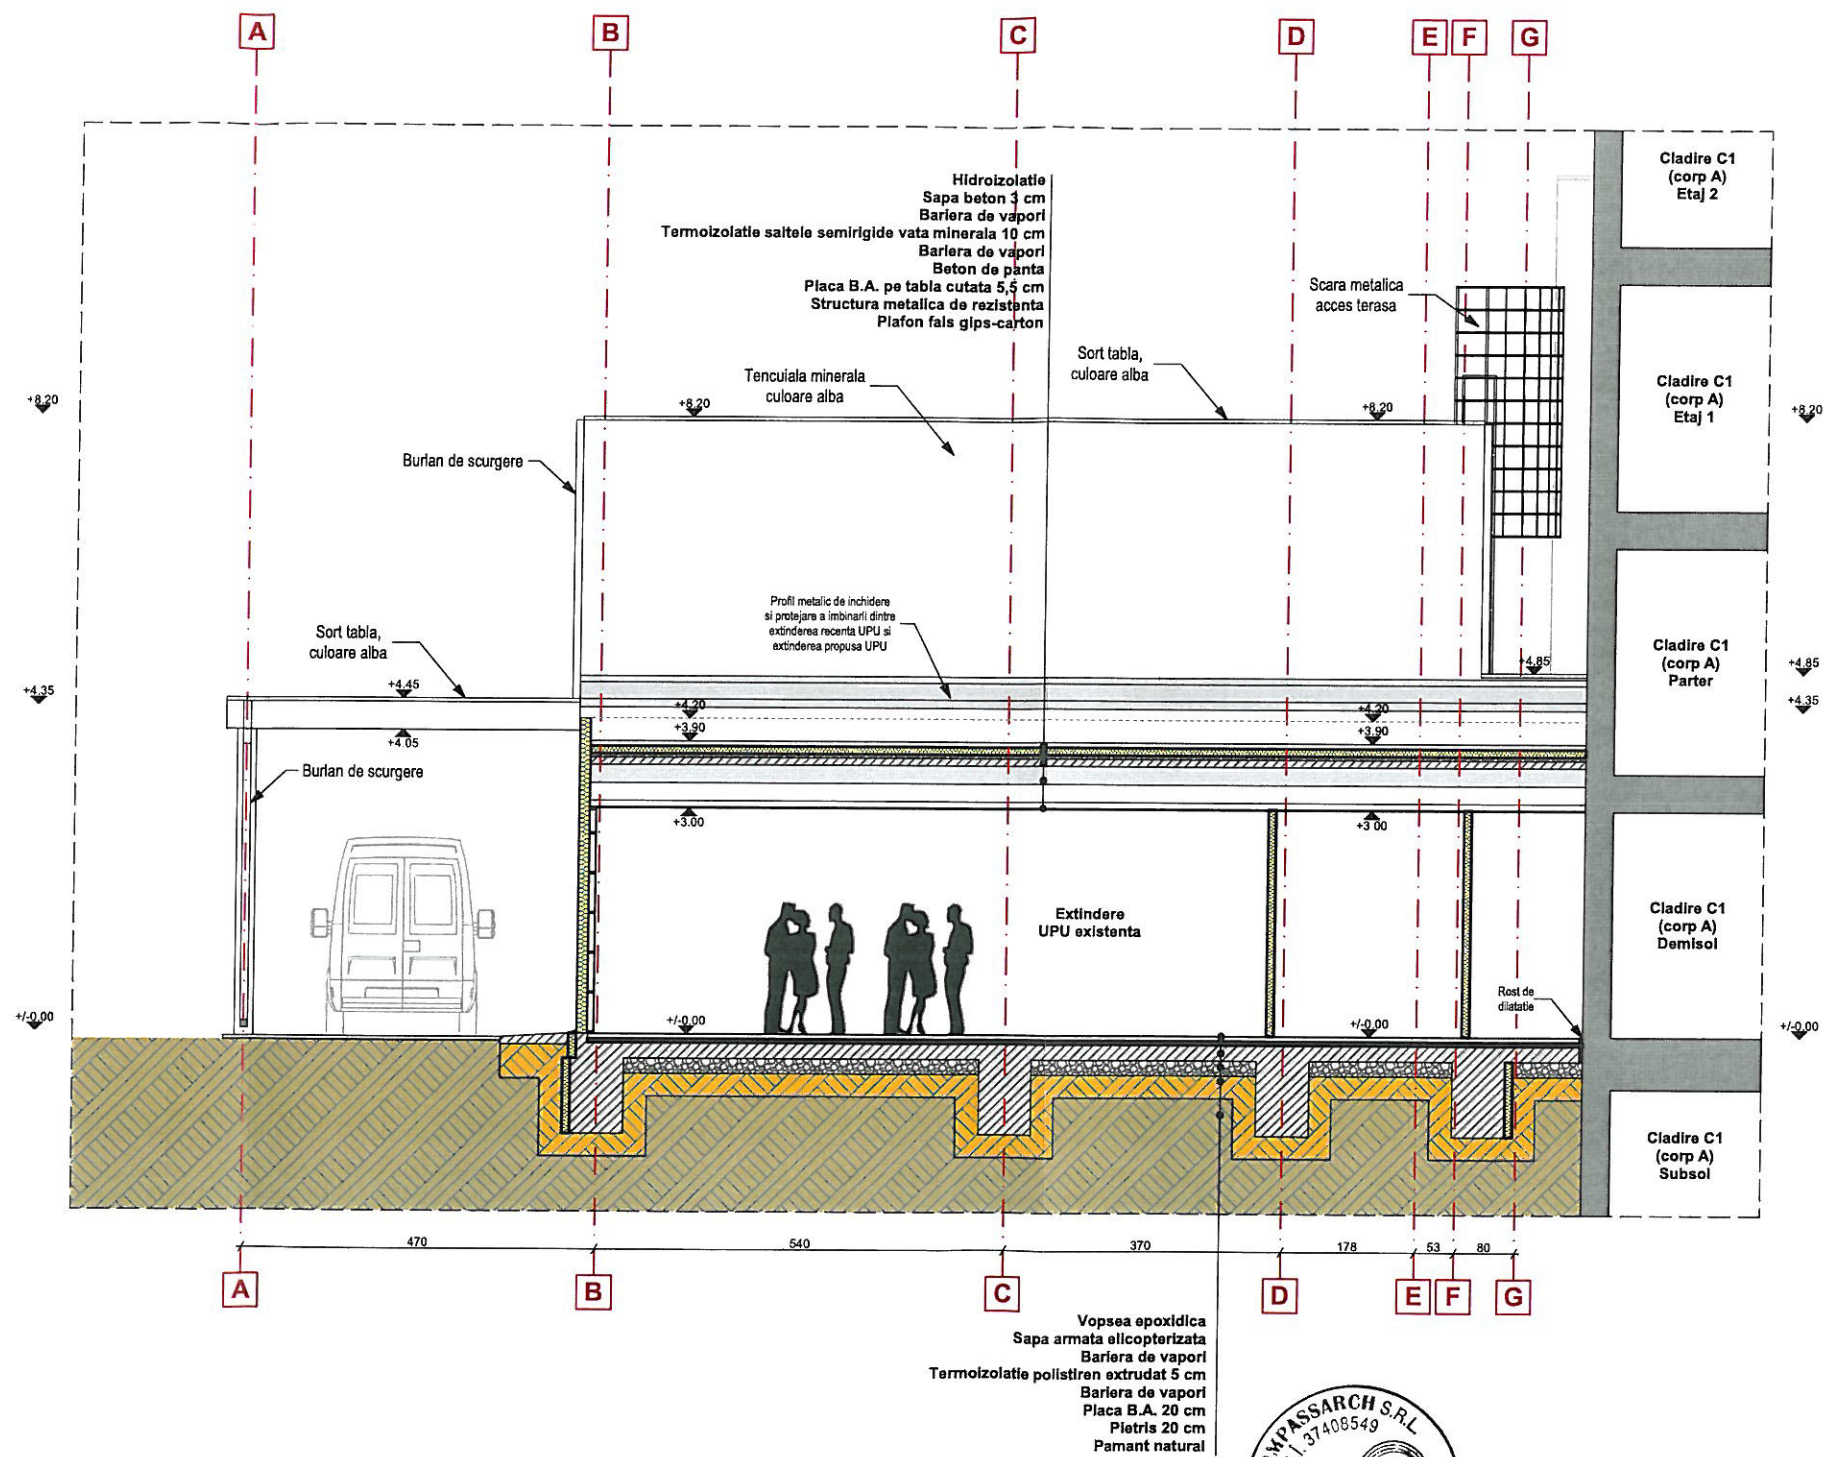 A
B
C
D
E
F
G
Cladire C1
(corp A)
Etaj 2
Hidroizolatie
Sapa beton 3 cm
Bariera de vapori
Termoizolatie saltele semirigide vata minerala 10 cm
Bariera de vapori
Beton de panta
Placa B.A. pe tabla cutata 5,5 cm
Structura metalica de rezistenta
Plafon fals gips-carton
Scara metalica
acces terasa
Sort tabla,
culoare alba
Tencuiala minerala
culoare alba
Cladire C1
(corp A)
Etaj 1
+8.20
+8.20
+8.20
+8.20
Burlan de scurgere
Profil metalic de inchidere
si protejare a imbinarii dintre
extinderea recenta UPU si
extinderea propusa UPU
Sort tabla,
culoare alba
Cladire C1
(corp A)
Parter
+4.85
+4.85
+4.35
+4.45
+4.35
+4.20
+4.20
+4.05
+3.90
+3.90
Burlan de scurgere
+3.00
+3.00
Extindere
UPU existenta
Cladire C1
(corp A)
Demisol
Rost de
dilatatie
+/-0.00
+/-0.00
+/-0.00
+/-0.00
Cladire C1
(corp A)
Subsol
470
540
370
178
53
80
A
B
C
D
E
F
G
Vopsea epoxidica
Sapa armata elicopterizata
Bariera de vapori
Termoizolatie polistiren extrudat 5 cm
Bariera de vapori
Placa B.A. 20 cm
Pietris 20 cm
Pamant natural
MPASSARCH S.R.L
I. 37408549